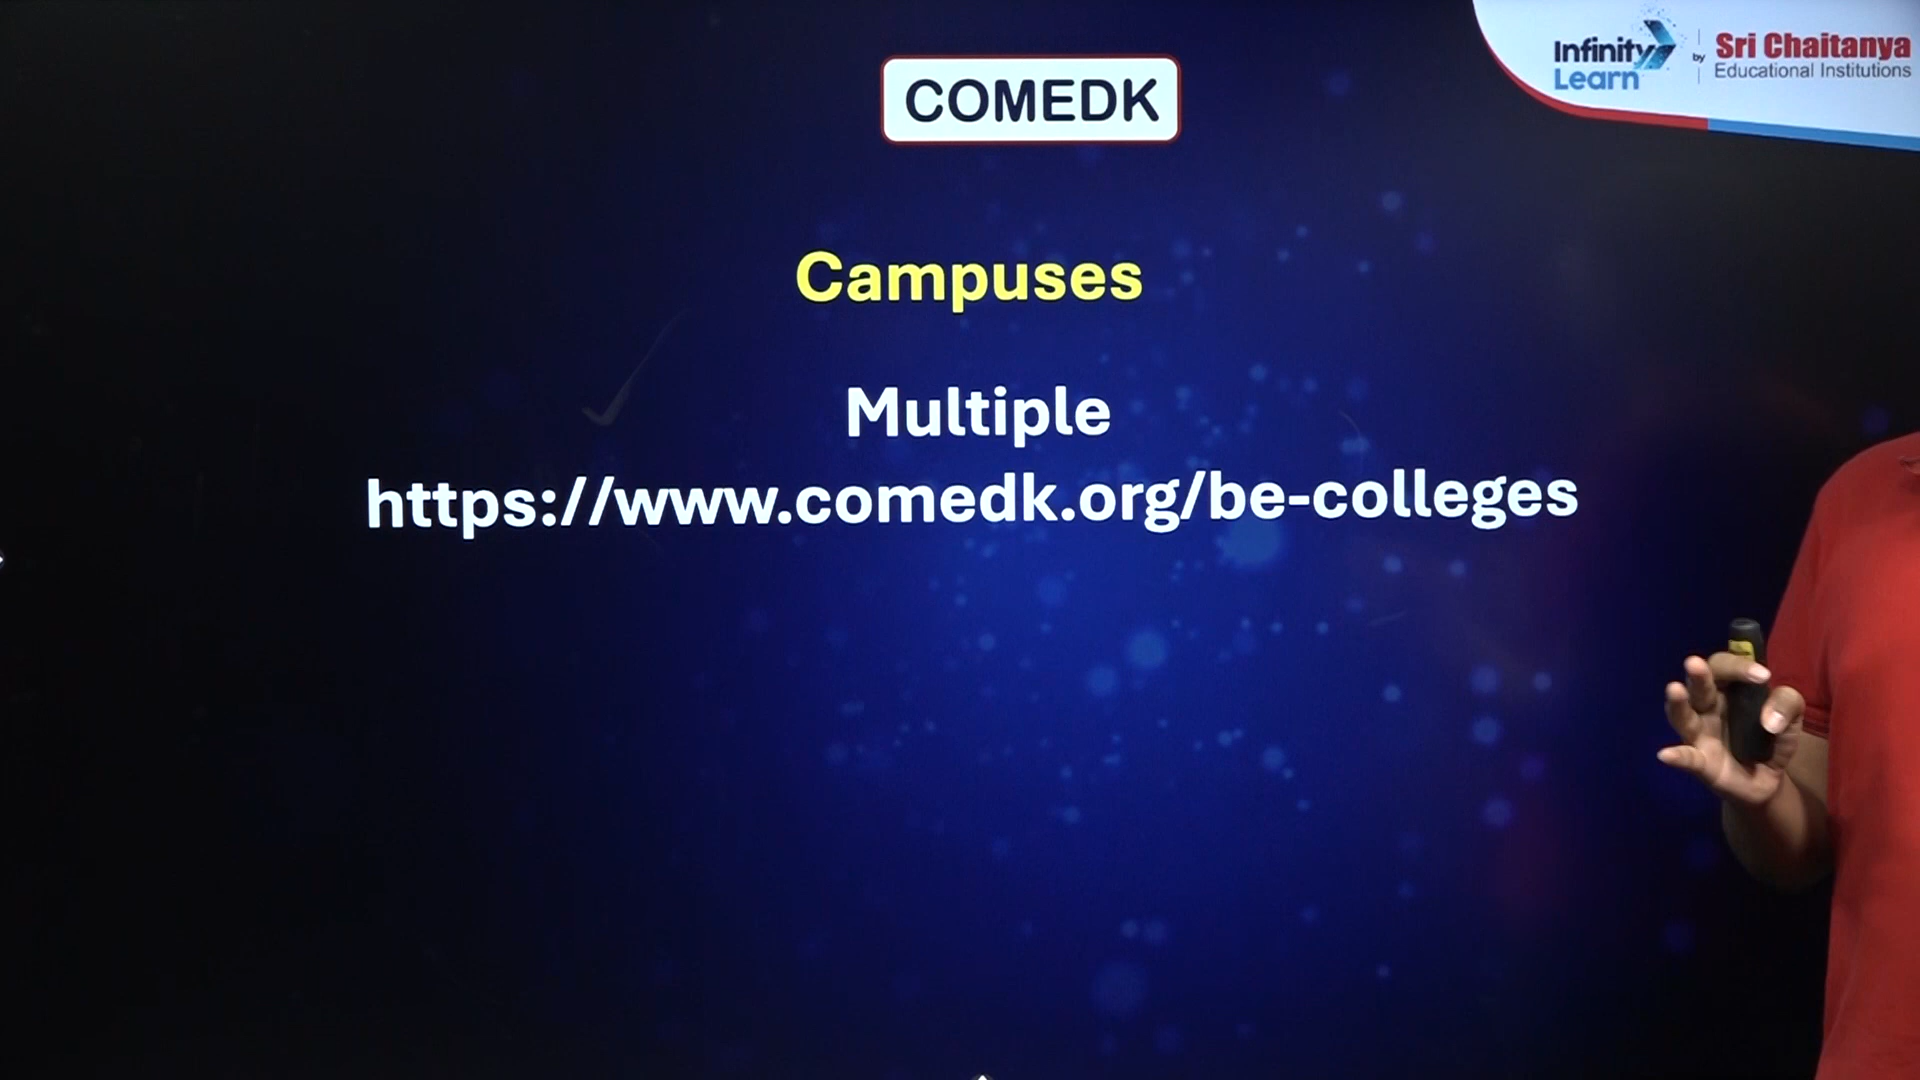 COMEDK
Infinity Learn by Sri Chaitanya Educational Institutions
Campuses
Multiple
https://www.comedk.org/be-colleges